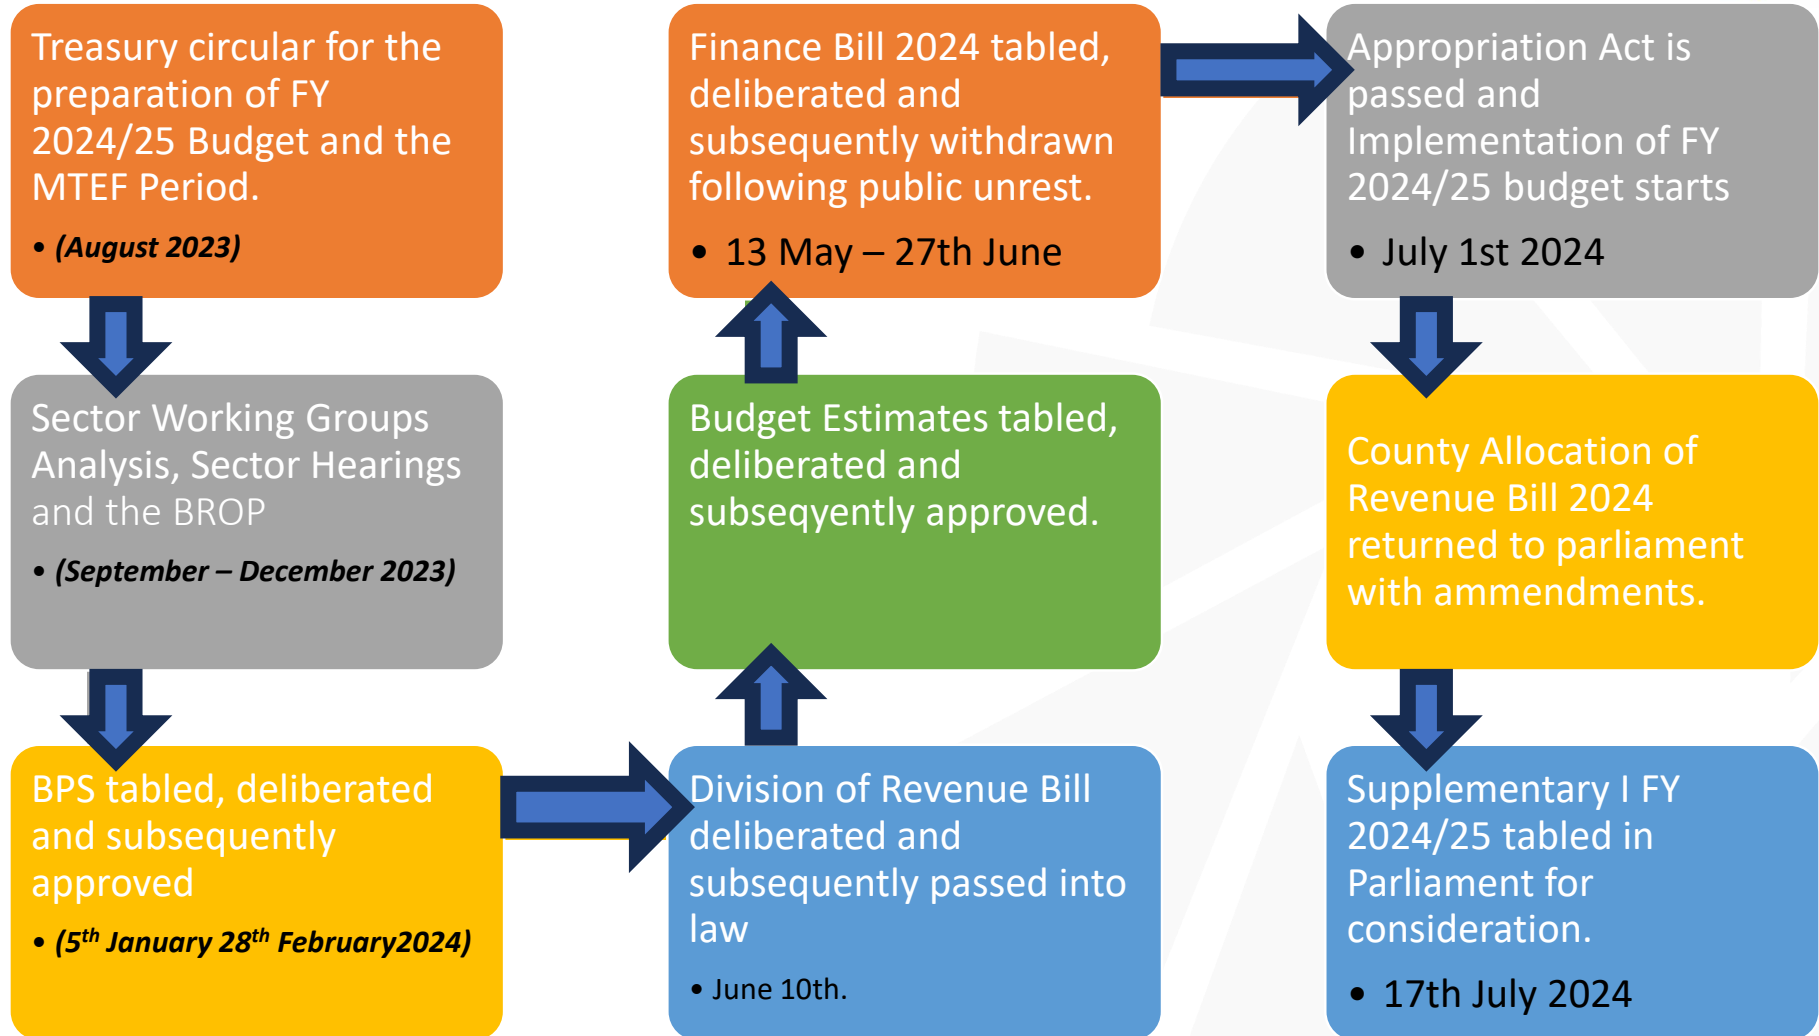 Treasury circular for the
preparation of FY
2024/25 Budget and the
MTEF Period.
• (August 2023)
Sector Working Groups
Analysis, Sector Hearings
and the BROP
• (September – December 2023)
BPS tabled, deliberated
and subsequently
approved
• (5th January 28th February2024)
Division of Revenue Bill
deliberated and
subsequently passed into
law
• June 10th.
Budget Estimates tabled,
deliberated and
subseqyently approved.
Finance Bill 2024 tabled,
deliberated and
subsequently withdrawn
following public unrest.
• 13 May – 27th June
Appropriation Act is
passed and
Implementation of FY
2024/25 budget starts
• July 1st 2024
County Allocation of
Revenue Bill 2024
returned to parliament
with ammendments.
Supplementary I FY
2024/25 tabled in
Parliament for
consideration.
• 17th July 2024